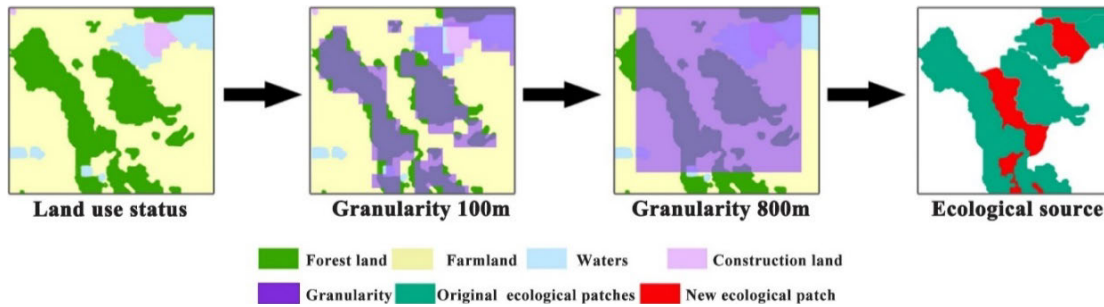 Land use status
Granularity 100m
Granularity 800m
Ecological source
Forest land
Farmland
Waters
Construction land
Granularity
Original ecological patches
New ecological patch